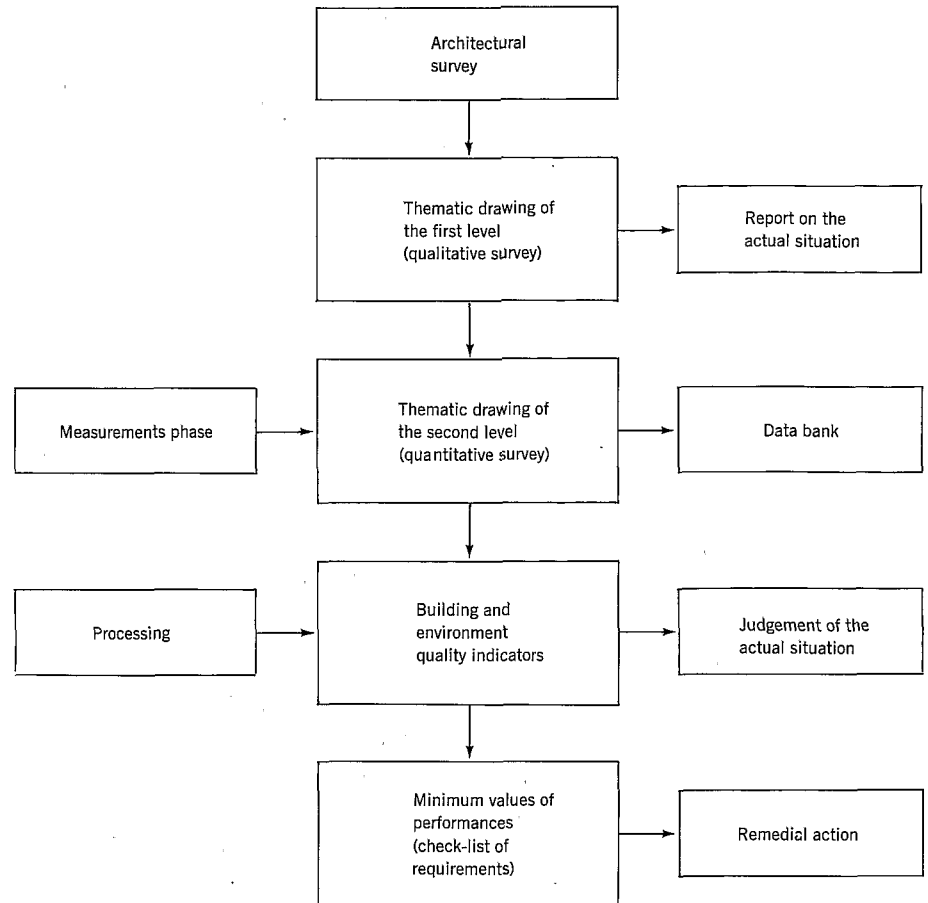 Architectural
survey
Thematic drawing of
the first level
(qualitative survey)
Report on the
actual situation
Measurements phase
Thematic drawing of
the second level
(quantitative survey)
Data bank
Processing
Building and
environment
quality indicators
Judgement of the
actual situation
Minimum values of
performances
(check-list of
requirements)
Remedial action